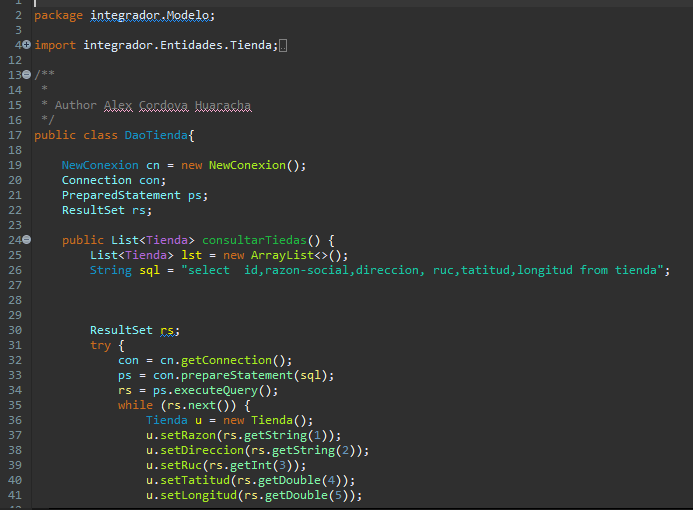 1
2 package integrador.Modelo;
3
4 import integrador.Entidades.Tienda;
12
13 /**
14  *
15  * Author Alex Cordova Huaracha
16  */
17 public class DaoTienda{
18
19     NewConexion cn = new NewConexion();
20     Connection con;
21     PreparedStatement ps;
22     ResultSet rs;
23
24     public List<Tienda> consultarTiedas() {
25         List<Tienda> lst = new ArrayList<>();
26         String sql = "select  id,razon-social,direccion, ruc,tatitud,longitud from tienda";
27
28
29
30         ResultSet rs;
31         try {
32             con = cn.getConnection();
33             ps = con.prepareStatement(sql);
34             rs = ps.executeQuery();
35             while (rs.next()) {
36                 Tienda u = new Tienda();
37                 u.setRazon(rs.getString(1));
38                 u.setDireccion(rs.getString(2));
39                 u.setRuc(rs.getInt(3));
40                 u.setTatitud(rs.getDouble(4));
41                 u.setLongitud(rs.getDouble(5));